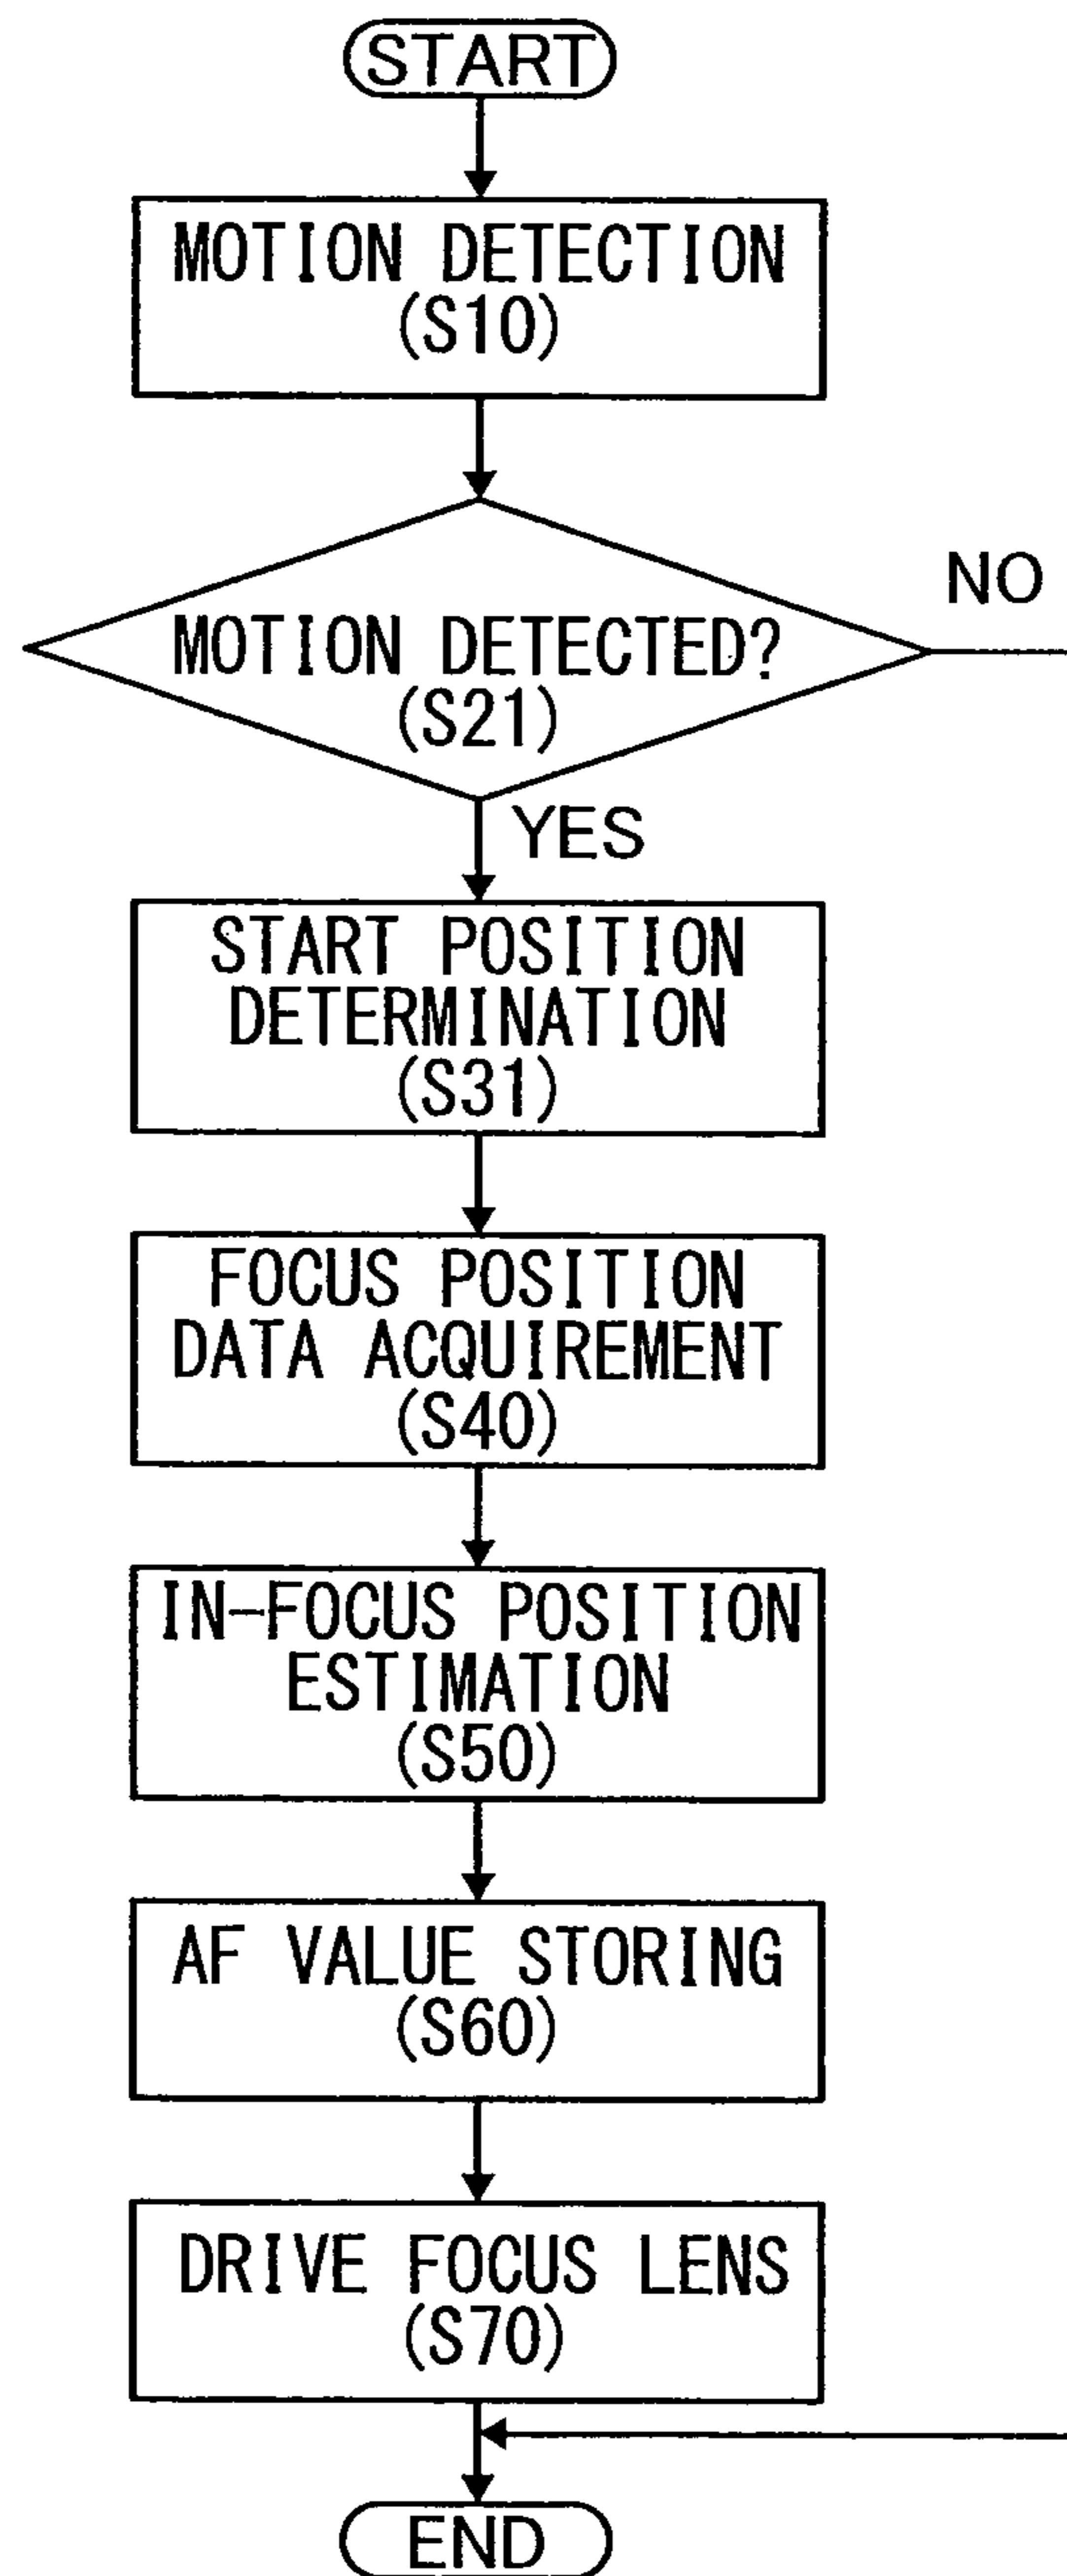 START
MOTION DETECTION
(S10)
NO
MOTION DETECTED?
(S21)
YES
START POSITION
DETERMINATION
(S31)
FOCUS POSITION
DATA ACQUIREMENT
(S40)
IN-FOCUS POSITION
ESTIMATION
(S50)
AF VALUE STORING
(S60)
DRIVE FOCUS LENS
(S70)
END